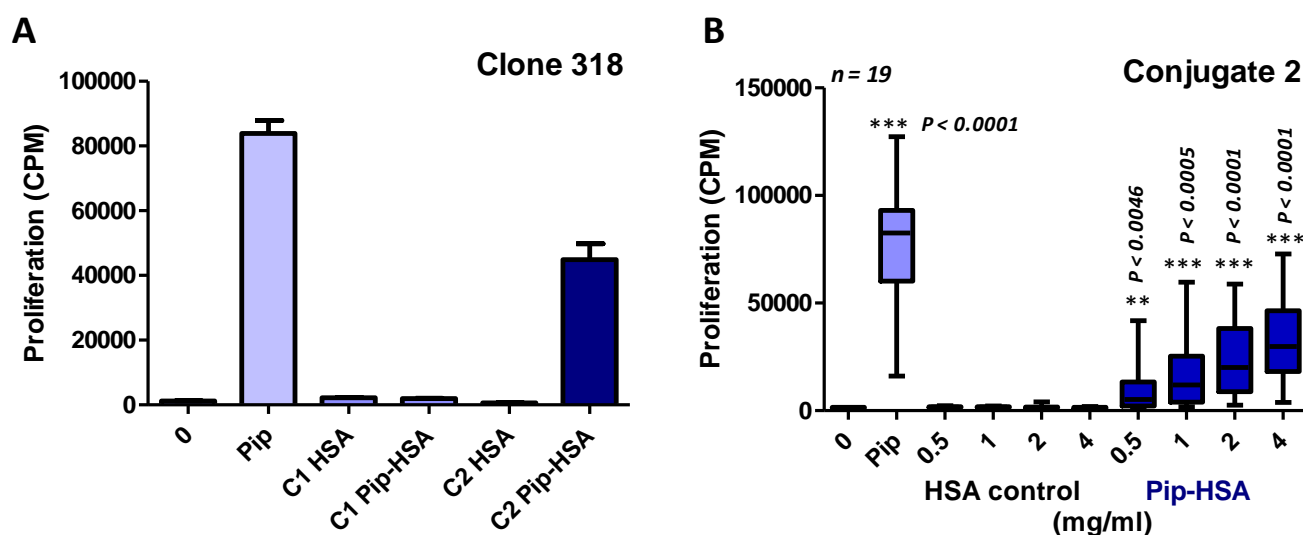 A
Clone 318
Proliferation (CPM)
100000
80000
60000
40000
20000
0
0
Pip
C1 HSA
C1 Pip-HSA
C2 HSA
C2 Pip-HSA
B
n = 19
Conjugate 2
Proliferation (CPM)
150000
100000
50000
0
*** P < 0.0001
** P < 0.0046
*** P < 0.0005
*** P < 0.0001
*** P < 0.0001
0
Pip
0.5
1
2
4
0.5
1
2
4
HSA control
Pip-HSA
(mg/ml)